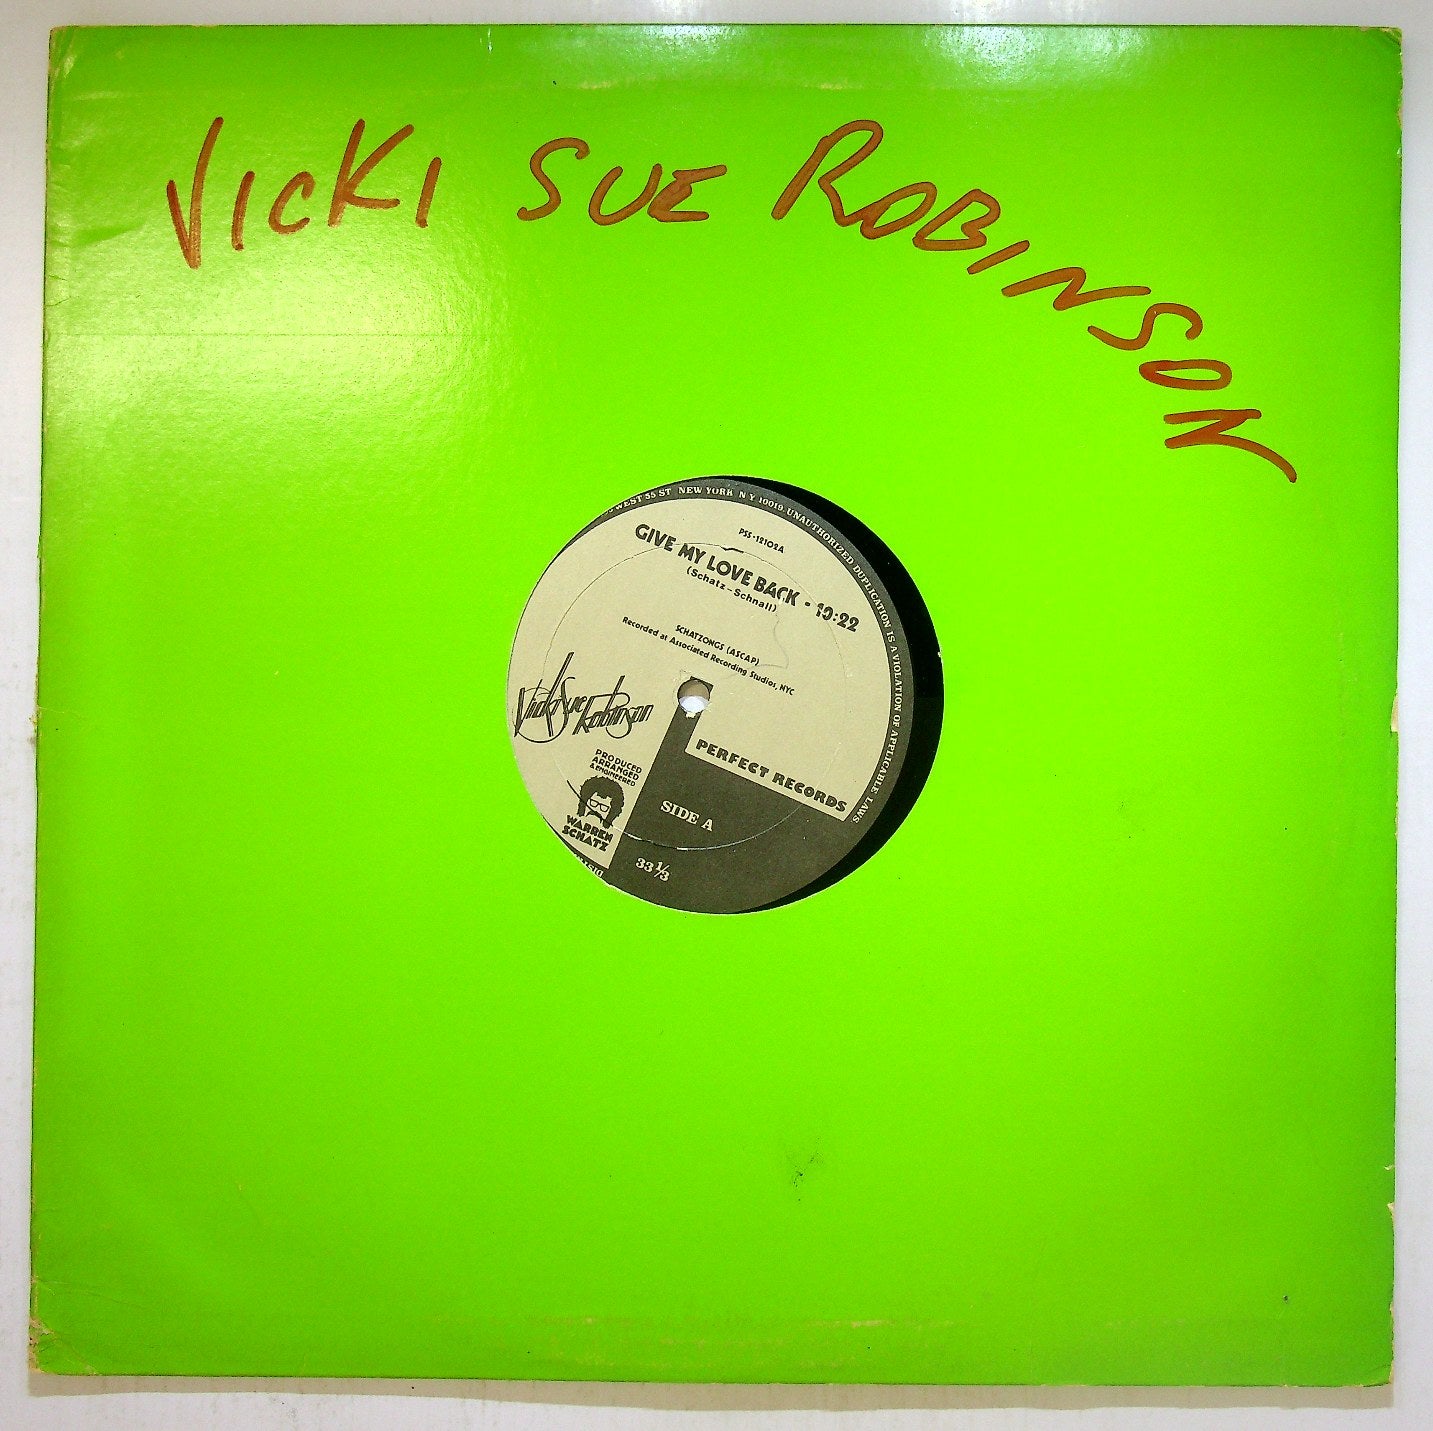 VICKI SUE ROBINSON
WEST 55 ST NEW YORK N Y 10019 UNAUTHORIZED DUPLICATION IS A VIOLATION OF APPLICABLE LAWS
PSS-12102A
GIVE MY LOVE BACK - 10:22
(Schatz-Schnall)
SCHATZONGS (ASCAP)
Recorded at Associated Recording Studios, NYC
Vicki Sue Robinson
PERFECT RECORDS
PRODUCED
ARRANGED
& ENGINEERED
WARREN
SCHATZ
SIDE A
33 1/3